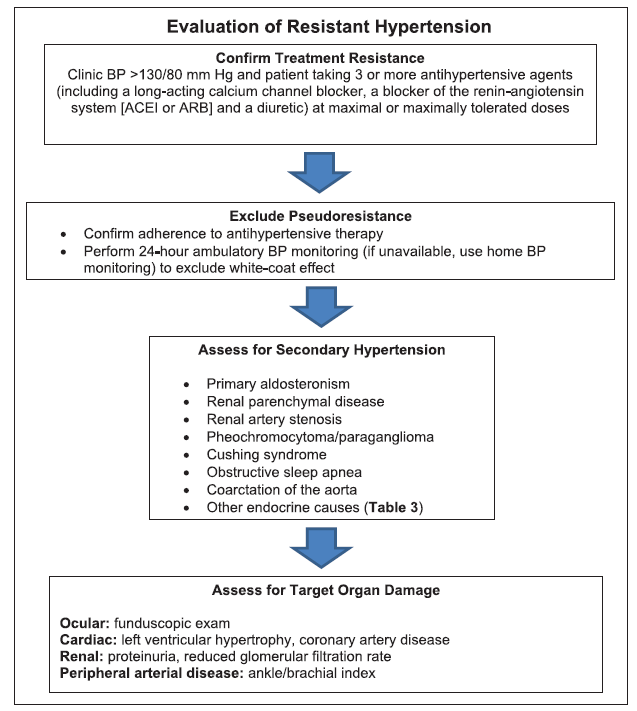 Evaluation of Resistant Hypertension
Confirm Treatment Resistance
Clinic BP >130/80 mm Hg and patient taking 3 or more antihypertensive agents
(including a long-acting calcium channel blocker, a blocker of the renin-angiotensin
system [ACEI or ARB] and a diuretic) at maximal or maximally tolerated doses
Exclude Pseudoresistance
• Confirm adherence to antihypertensive therapy
• Perform 24-hour ambulatory BP monitoring (if unavailable, use home BP
monitoring) to exclude white-coat effect
Assess for Secondary Hypertension
• Primary aldosteronism
• Renal parenchymal disease
• Renal artery stenosis
• Pheochromocytoma/paraganglioma
• Cushing syndrome
• Obstructive sleep apnea
• Coarctation of the aorta
• Other endocrine causes (Table 3)
Assess for Target Organ Damage
Ocular: funduscopic exam
Cardiac: left ventricular hypertrophy, coronary artery disease
Renal: proteinuria, reduced glomerular filtration rate
Peripheral arterial disease: ankle/brachial index